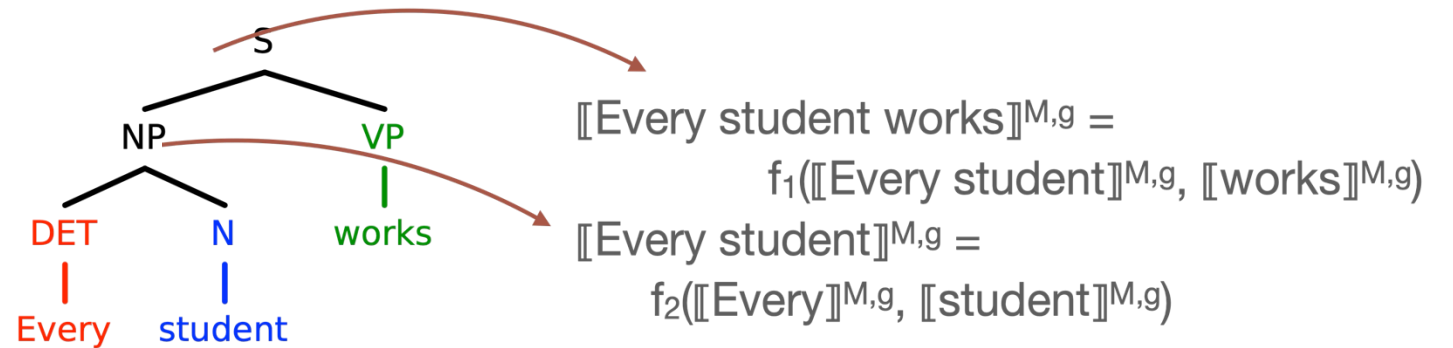 S
NP VP
DET N works
Every student
⟦Every student works⟧ᴹ,ᵍ =
f₁(⟦Every student⟧ᴹ,ᵍ, ⟦works⟧ᴹ,ᵍ)
⟦Every student⟧ᴹ,ᵍ =
f₂(⟦Every⟧ᴹ,ᵍ, ⟦student⟧ᴹ,ᵍ)